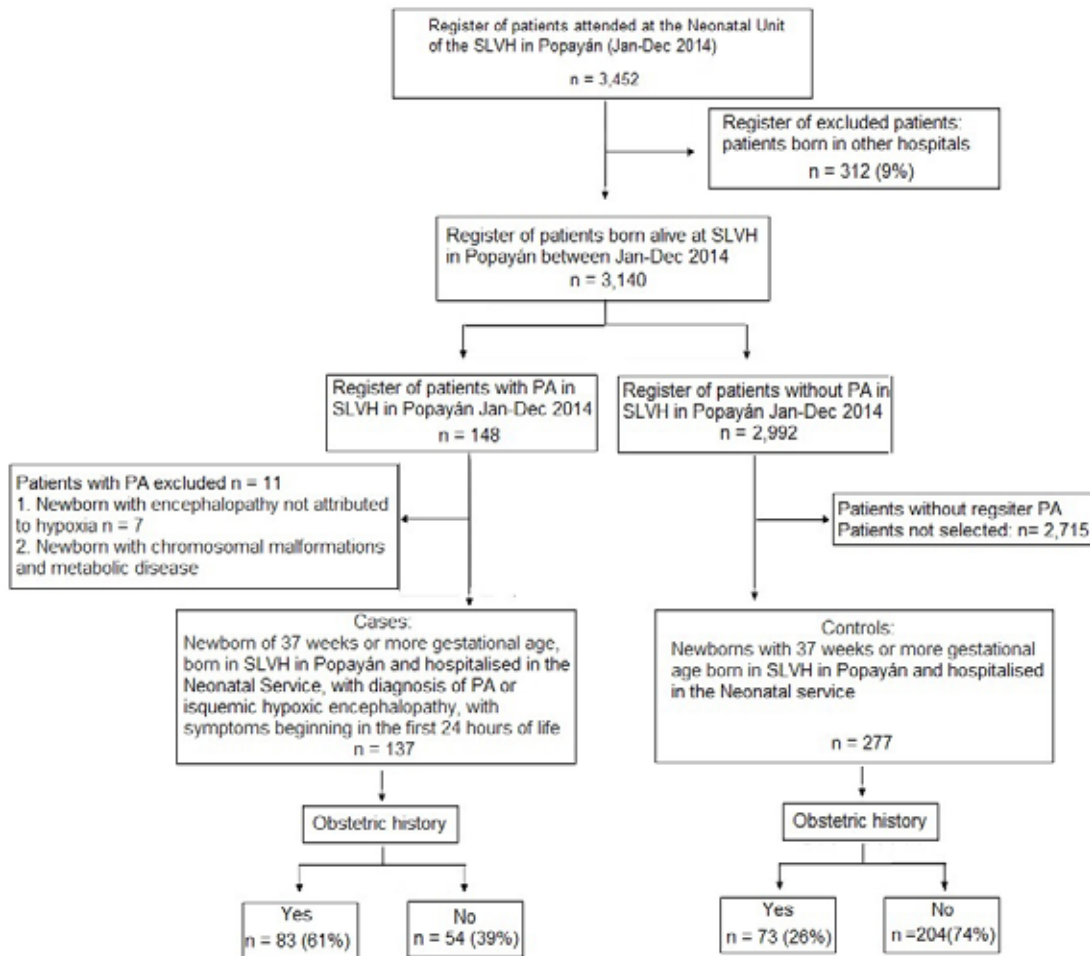 Register of patients attended at the Neonatal Unit
of the SLVH in Popayán (Jan-Dec 2014)
n = 3,452
Register of excluded patients:
patients born in other hospitals
n = 312 (9%)
Register of patients born alive at SLVH
in Popayán between Jan-Dec 2014
n = 3,140
Register of patients with PA in
SLVH in Popayán Jan-Dec 2014
n = 148
Register of patients without PA in
SLVH in Popayán Jan-Dec 2014
n = 2,992
Patients with PA excluded n = 11
1. Newborn with encephalopathy not attributed
to hypoxia n = 7
2. Newborn with chromosomal malformations
and metabolic disease
Patients without regsiter PA
Patients not selected: n= 2,715
Cases:
Newborn of 37 weeks or more gestational age,
born in SLVH in Popayán and hospitalised in the
Neonatal Service, with diagnosis of PA or
isquemic hypoxic encephalopathy, with
symptoms beginning in the first 24 hours of life
n = 137
Controls:
Newborns with 37 weeks or more gestational
age born in SLVH in Popayán and hospitalised
in the Neonatal service
n = 277
Obstetric history
Yes
n = 83 (61%)
No
n = 54 (39%)
Obstetric history
Yes
n = 73 (26%)
No
n =204(74%)